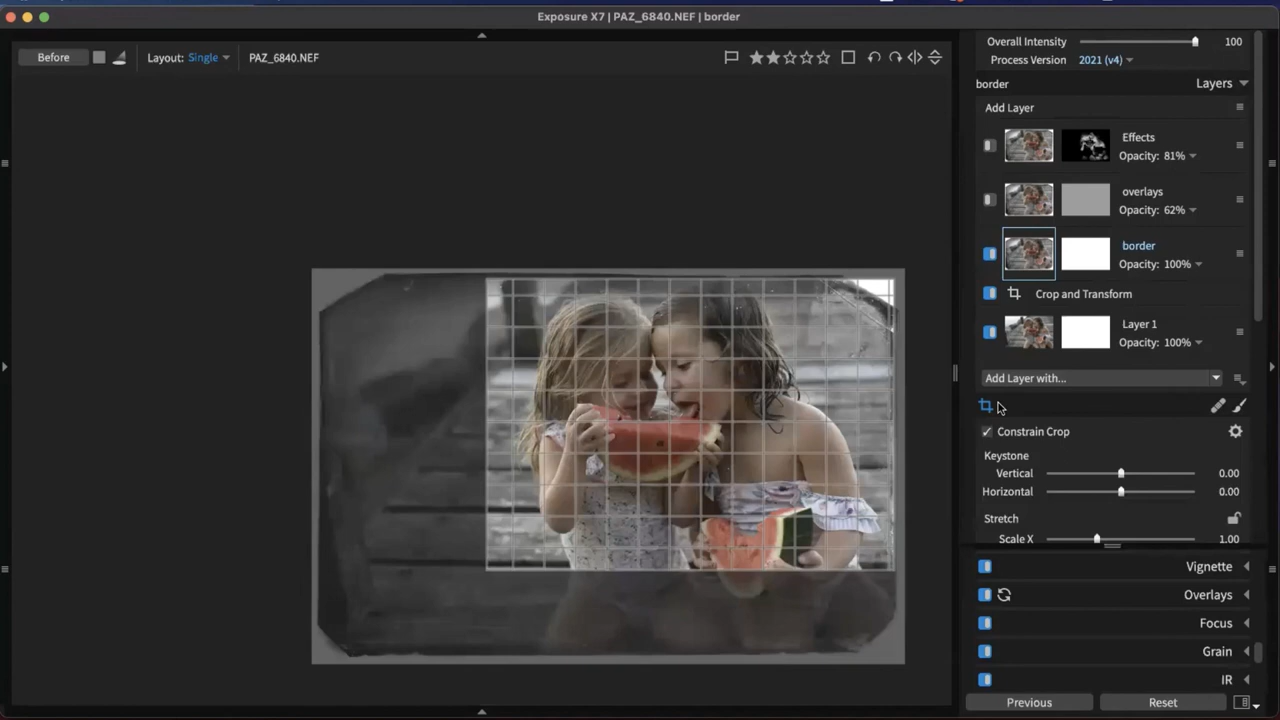 Exposure X7 | PAZ_6840.NEF | border
Before
Layout: Single
PAZ_6840.NEF
Overall Intensity 100
Process Version 2021 (v4)
border Layers
Add Layer
Effects
Opacity: 81%
overlays
Opacity: 62%
border
Opacity: 100%
Crop and Transform
Layer 1
Opacity: 100%
Add Layer with...
Constrain Crop
Keystone
Vertical 0.00
Horizontal 0.00
Stretch
Scale X 1.00
Vignette
Overlays
Focus
Grain
IR
Previous Reset